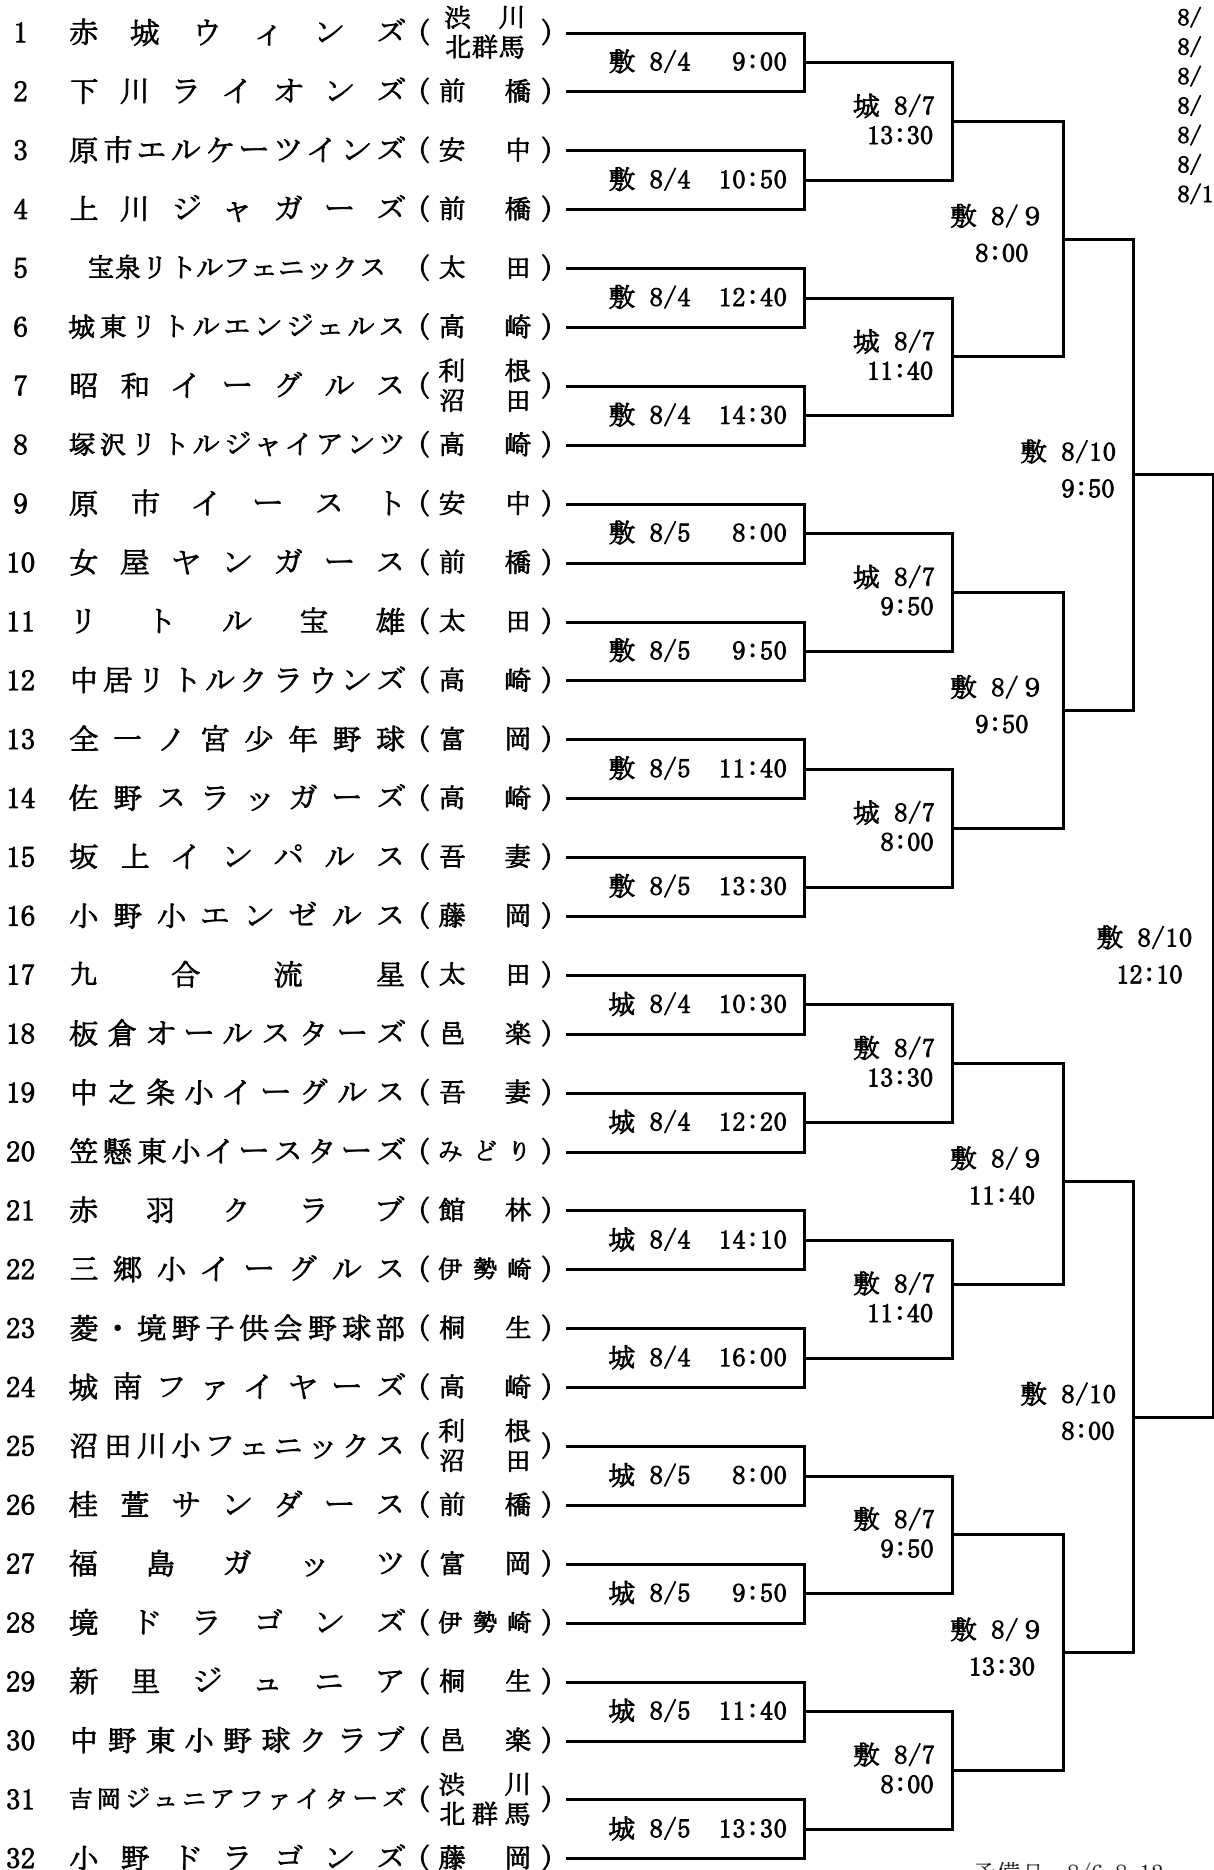 1 赤城ウィンズ(渋川北群馬)
2 下川ライオンズ(前橋)
3 原市エルケーツインズ(安中)
4 上川ジャガーズ(前橋)
5 宝泉リトルフェニックス(太田)
6 城東リトルエンジェルス(高崎)
7 昭和イーグルス(利根沼田)
8 塚沢リトルジャイアンツ(高崎)
9 原市イースト(安中)
10 女屋ヤンガース(前橋)
11 リトル宝雄(太田)
12 中居リトルクラウンズ(高崎)
13 全一ノ宮少年野球(富岡)
14 佐野スラッガーズ(高崎)
15 坂上インパルス(吾妻)
16 小野小エンゼルス(藤岡)
17 九合流星(太田)
18 板倉オールスターズ(邑楽)
19 中之条小イーグルス(吾妻)
20 笠懸東小イースターズ(みどり)
21 赤羽クラブ(館林)
22 三郷小イーグルス(伊勢崎)
23 菱・境野子供会野球部(桐生)
24 城南ファイヤーズ(高崎)
25 沼田川小フェニックス(利根沼田)
26 桂萱サンダース(前橋)
27 福島ガッツ(富岡)
28 境ドラゴンズ(伊勢崎)
29 新里ジュニア(桐生)
30 中野東小野球クラブ(邑楽)
31 吉岡ジュニアファイターズ(渋川北群馬)
32 小野ドラゴンズ(藤岡)
敷 8/4 9:00
敷 8/4 10:50
敷 8/4 12:40
敷 8/4 14:30
敷 8/5 8:00
敷 8/5 9:50
敷 8/5 11:40
敷 8/5 13:30
城 8/4 10:30
城 8/4 12:20
城 8/4 14:10
城 8/4 16:00
城 8/5 8:00
城 8/5 9:50
城 8/5 11:40
城 8/5 13:30
城 8/7
13:30
城 8/7
11:40
城 8/7
9:50
城 8/7
8:00
敷 8/7
13:30
敷 8/7
11:40
敷 8/7
9:50
敷 8/7
8:00
敷 8/9
8:00
敷 8/9
9:50
敷 8/9
11:40
敷 8/9
13:30
敷 8/10
9:50
敷 8/10
8:00
敷 8/10
12:10
8/
8/
8/
8/
8/
8/
8/1